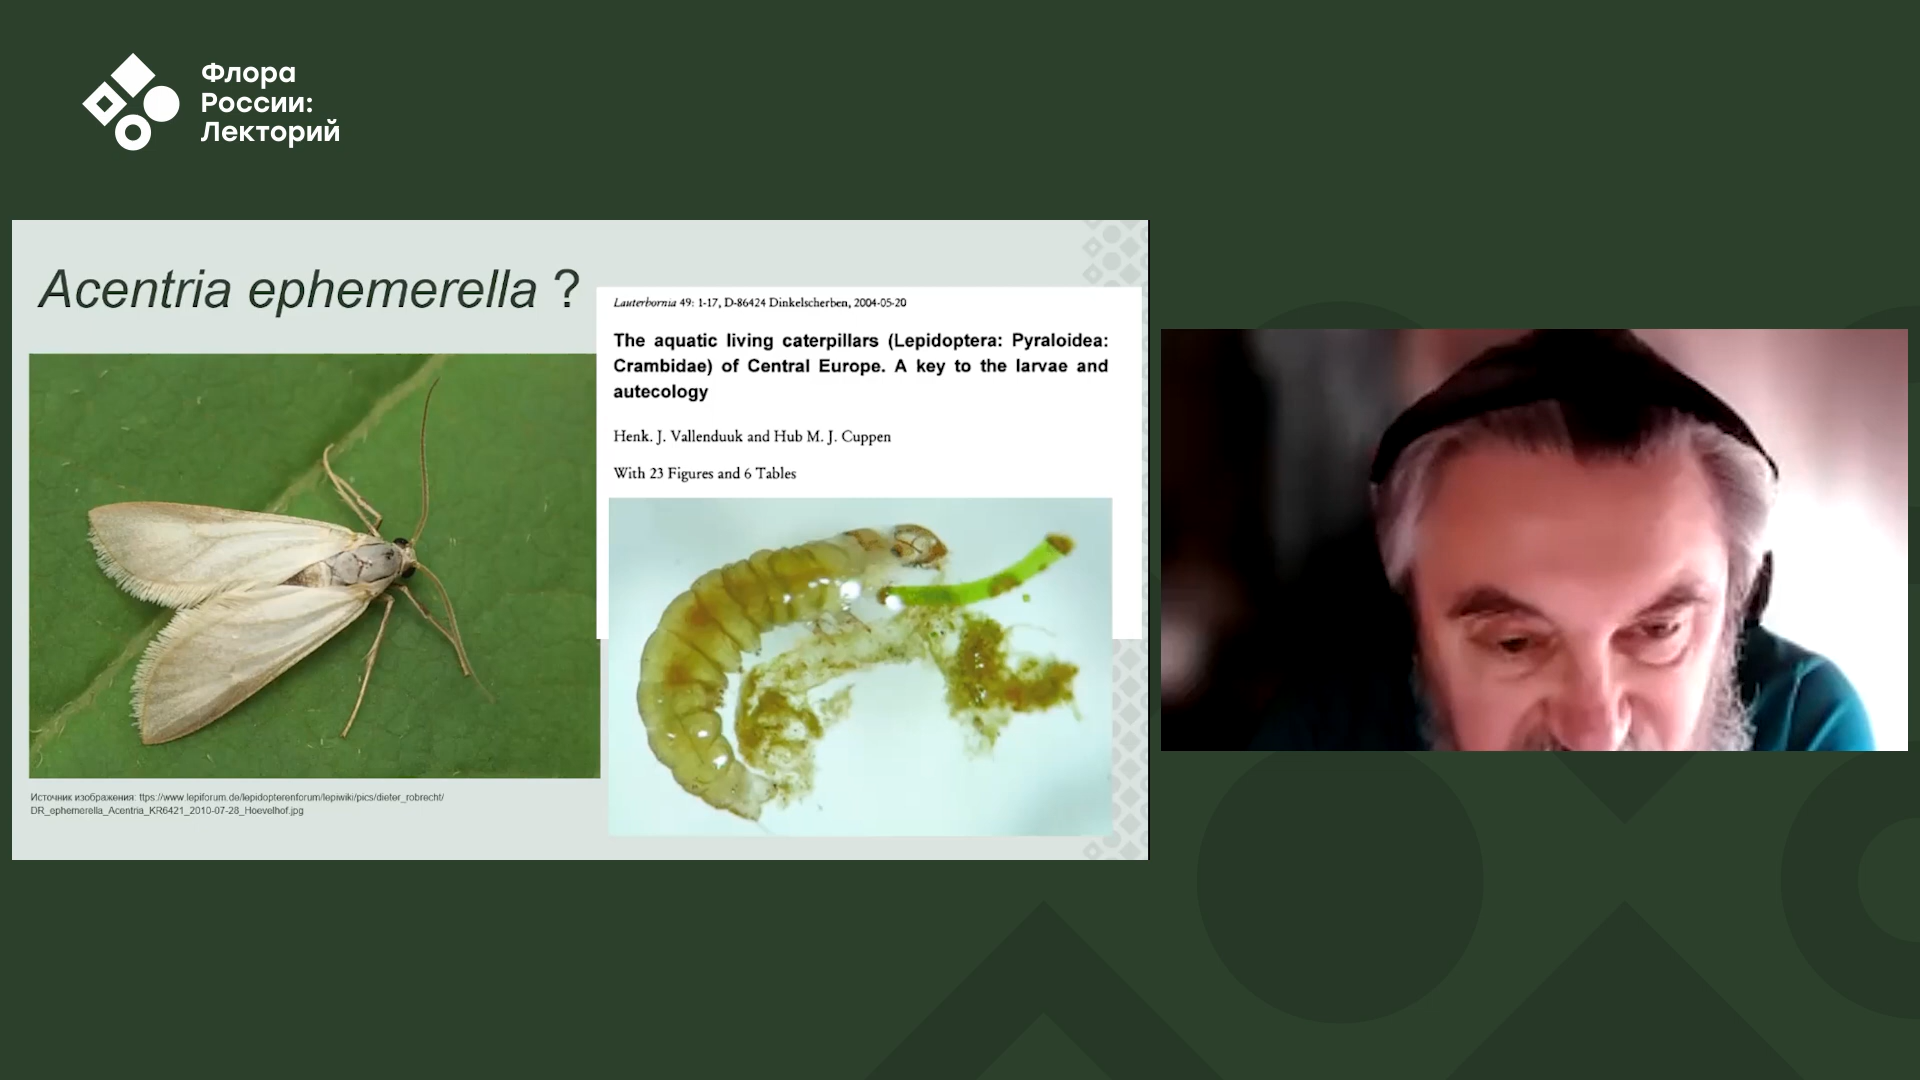 Флора
России:
Лекторий
Acentria ephemerella ?
Lauterbornia 49: 1-17, D-86424 Dinkelscherben, 2004-05-20
The aquatic living caterpillars (Lepidoptera: Pyraloidea:
Crambidae) of Central Europe. A key to the larvae and
autecology
Henk. J. Vallenduuk and Hub M. J. Cuppen
With 23 Figures and 6 Tables
Источник изображения: ttps://www.lepiforum.de/lepidopterenforum/lepiwiki/pics/dieter_robrecht/
DR_ephemerella_Acentria_KR6421_2010-07-28_Hoevelhof.jpg